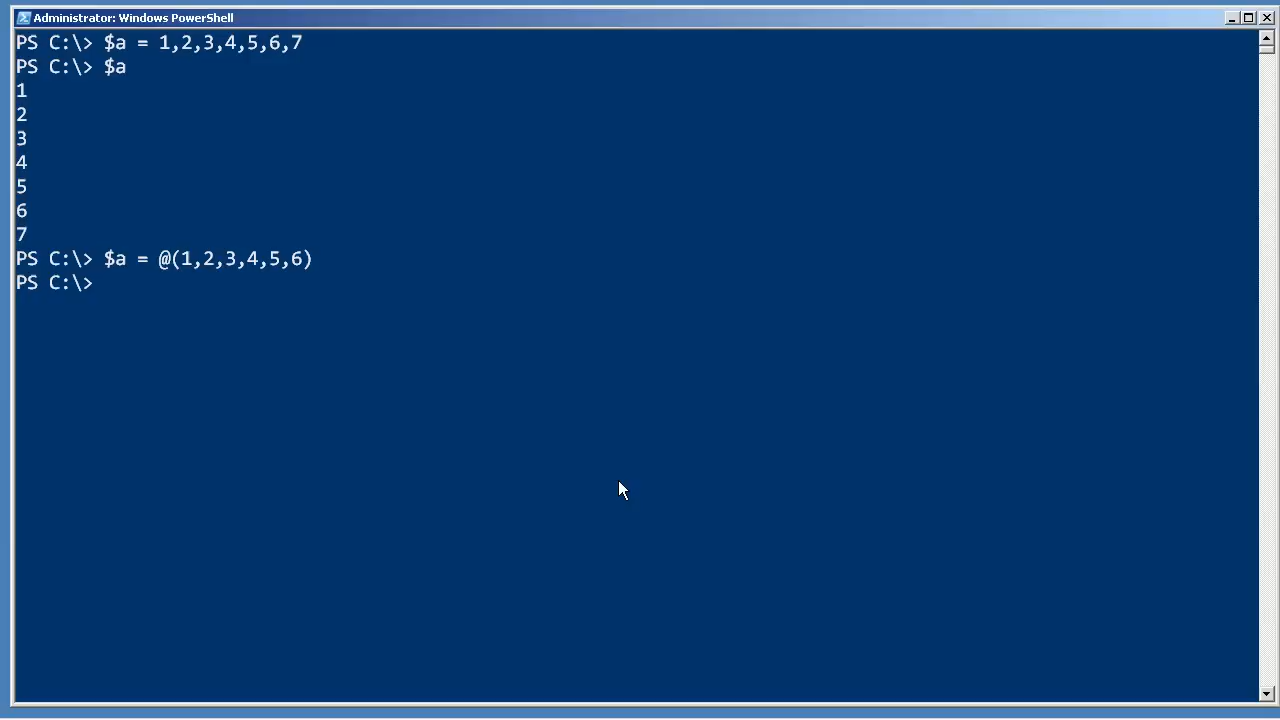 Administrator: Windows PowerShell
PS C:\> $a = 1,2,3,4,5,6,7
PS C:\> $a
1
2
3
4
5
6
7
PS C:\> $a = @(1,2,3,4,5,6)
PS C:\>